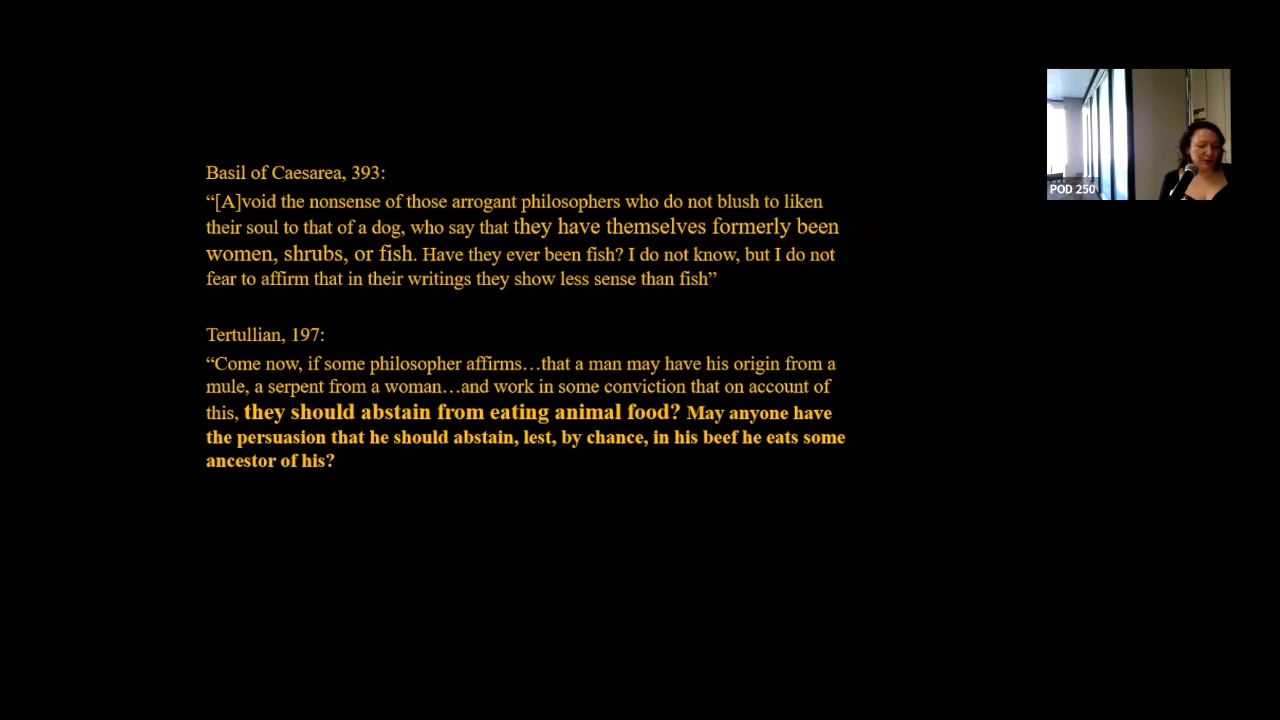 Basil of Caesarea, 393:
“[A]void the nonsense of those arrogant philosophers who do not blush to liken
their soul to that of a dog, who say that they have themselves formerly been
women, shrubs, or fish. Have they ever been fish? I do not know, but I do not
fear to affirm that in their writings they show less sense than fish”
Tertullian, 197:
“Come now, if some philosopher affirms…that a man may have his origin from a
mule, a serpent from a woman…and work in some conviction that on account of
this, they should abstain from eating animal food? May anyone have
the persuasion that he should abstain, lest, by chance, in his beef he eats some
ancestor of his?
POD 250